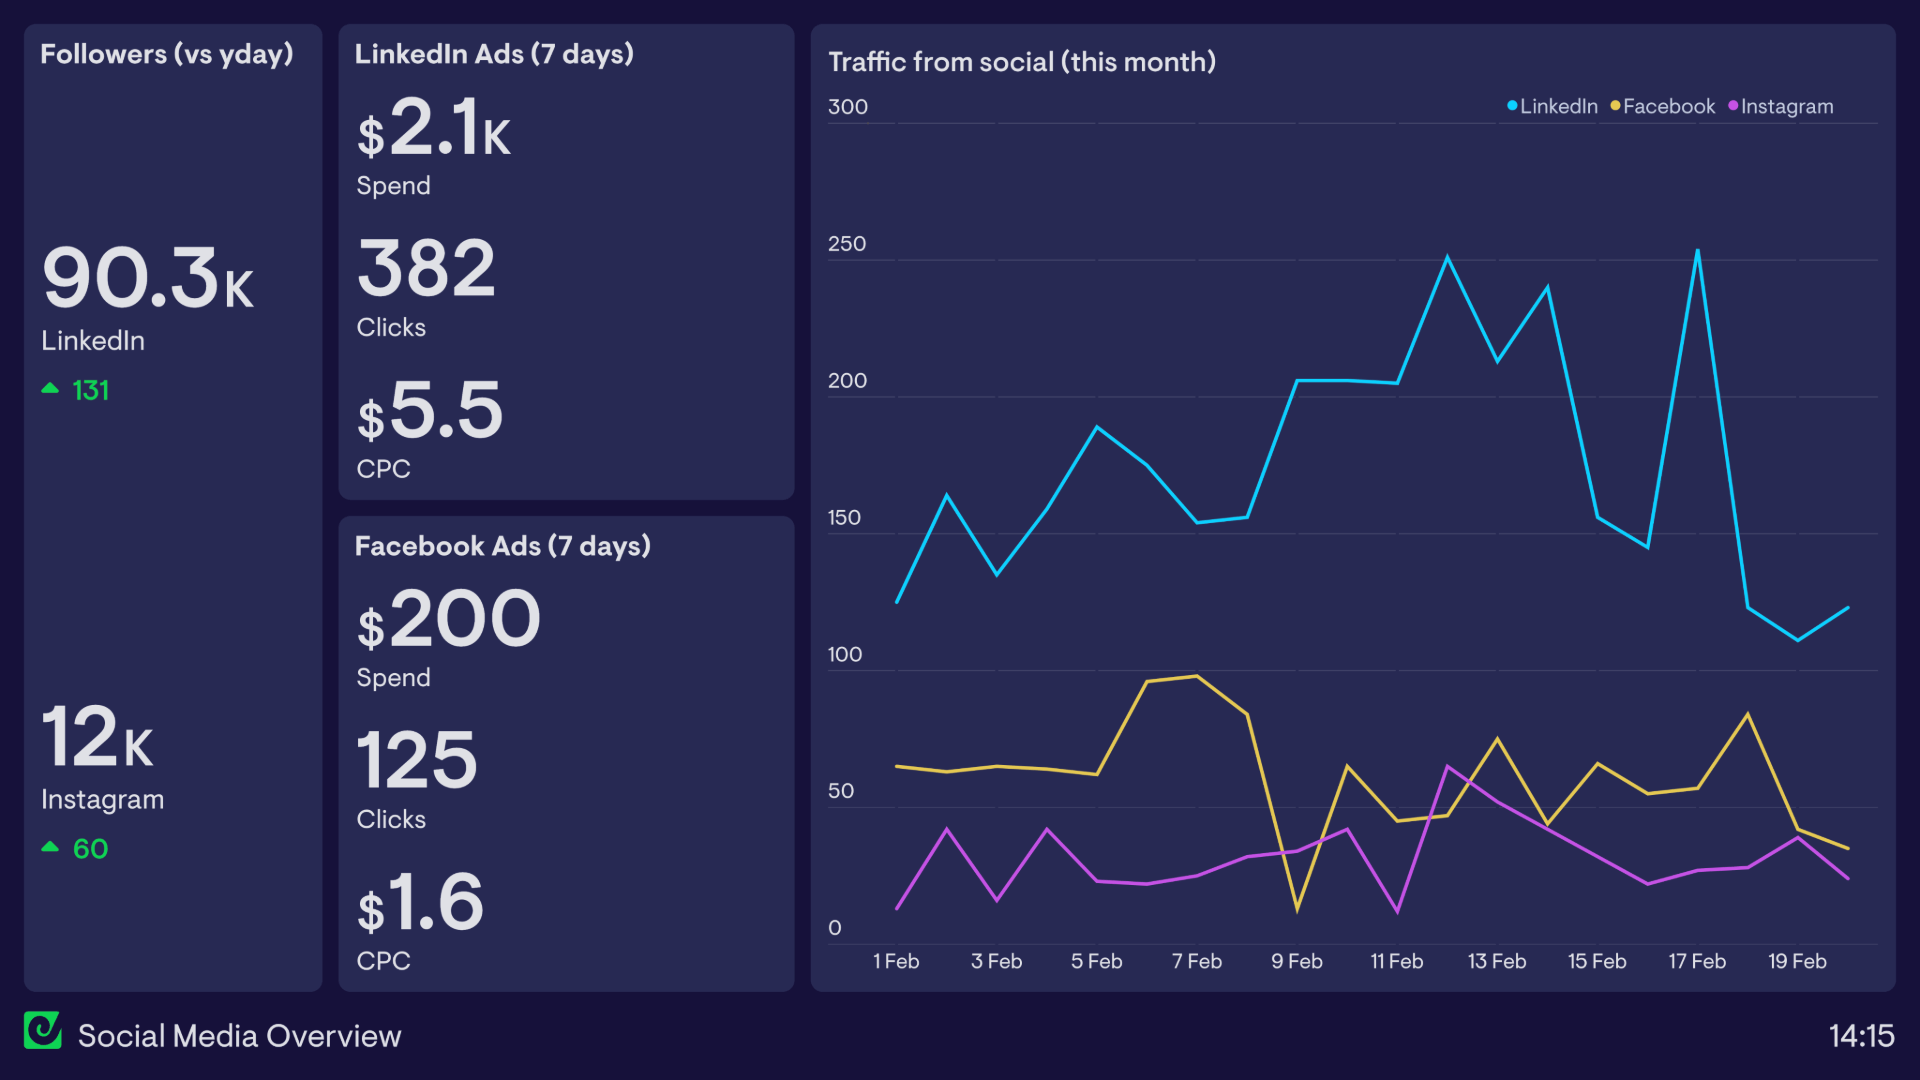 Followers (vs yday)
90.3K
LinkedIn
131
12K
Instagram
60
LinkedIn Ads (7 days)
$2.1K
Spend
382
Clicks
$5.5
CPC
Facebook Ads (7 days)
$200
Spend
125
Clicks
$1.6
CPC
Traffic from social (this month)
LinkedIn Facebook Instagram
300
250
200
150
100
50
0
1 Feb 3 Feb 5 Feb 7 Feb 9 Feb 11 Feb 13 Feb 15 Feb 17 Feb 19 Feb
Social Media Overview
14:15